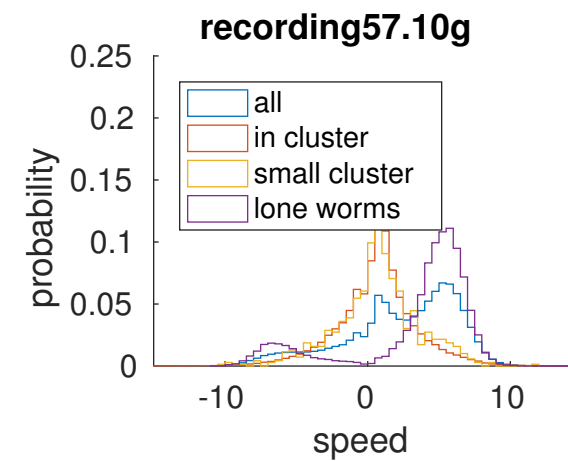 recording57.10g
0.25
0.2
0.15
0.1
0.05
0
probability
all
in cluster
small cluster
lone worms
-10
0
10
speed